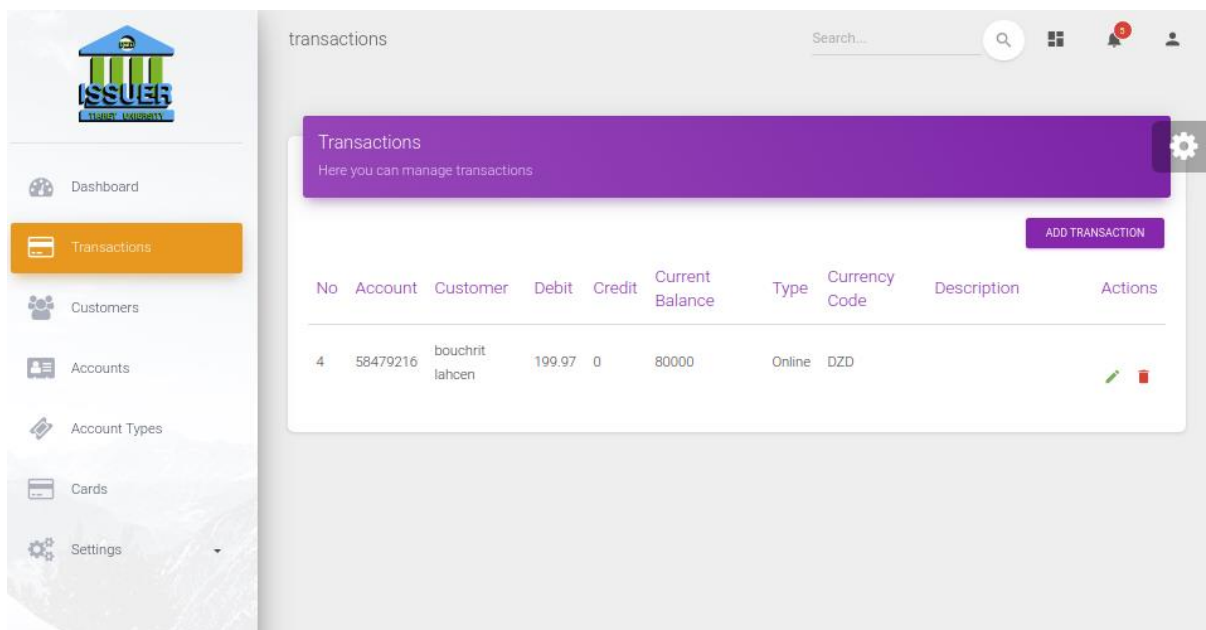 ISSUER
transactions
Search...
5
Transactions
Here you can manage transactions
Dashboard
Transactions
ADD TRANSACTION
No Account Customer Debit Credit Current Balance Type Currency Code Description Actions
Customers
4 58479216 bouchrit lahcen 199.97 0 80000 Online DZD
Accounts
Account Types
Cards
Settings